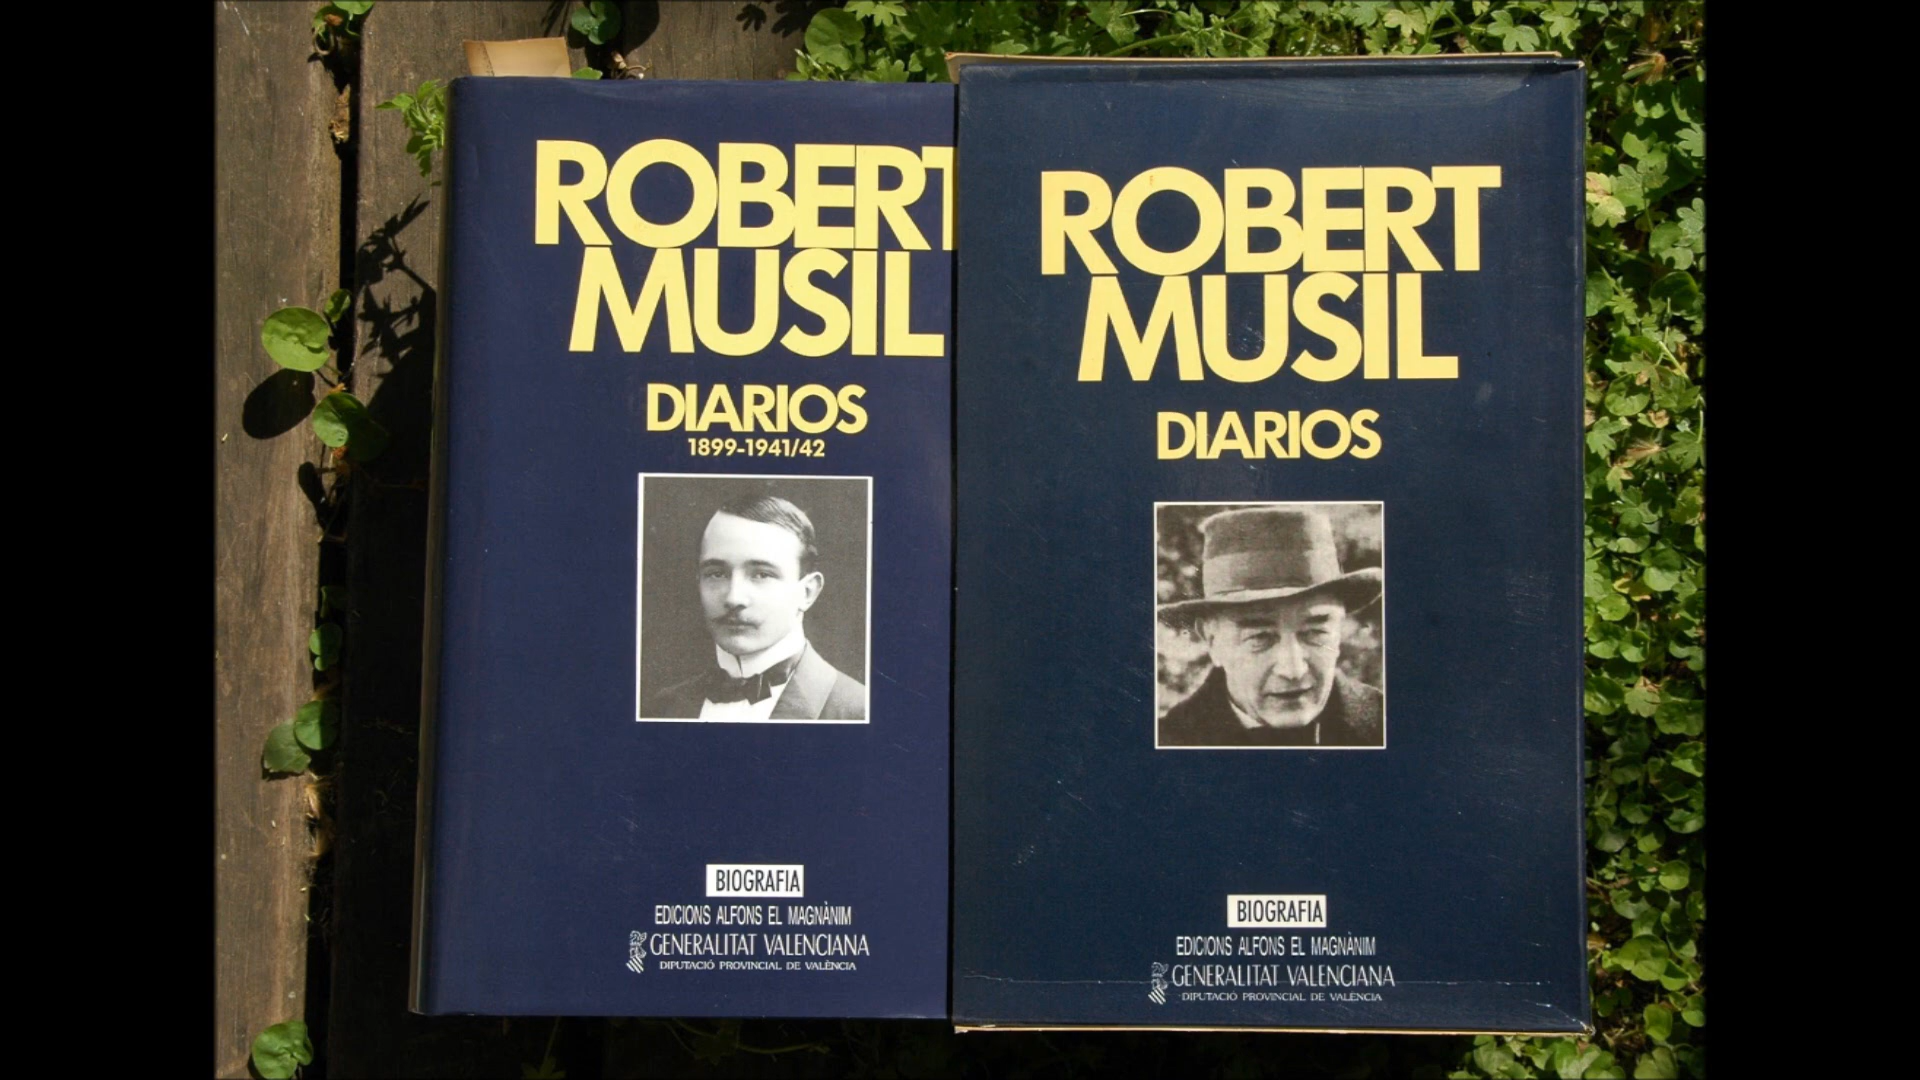 ROBERT
MUSIL
DIARIOS
1899-1941/42
BIOGRAFIA
EDICIONS ALFONS EL MAGNÀNIM
GENERALITAT VALENCIANA
DIPUTACIÓ PROVINCIAL DE VALÈNCIA
ROBERT
MUSIL
DIARIOS
BIOGRAFIA
EDICIONS ALFONS EL MAGNÀNIM
GENERALITAT VALENCIANA
DIPUTACIÓ PROVINCIAL DE VALÈNCIA